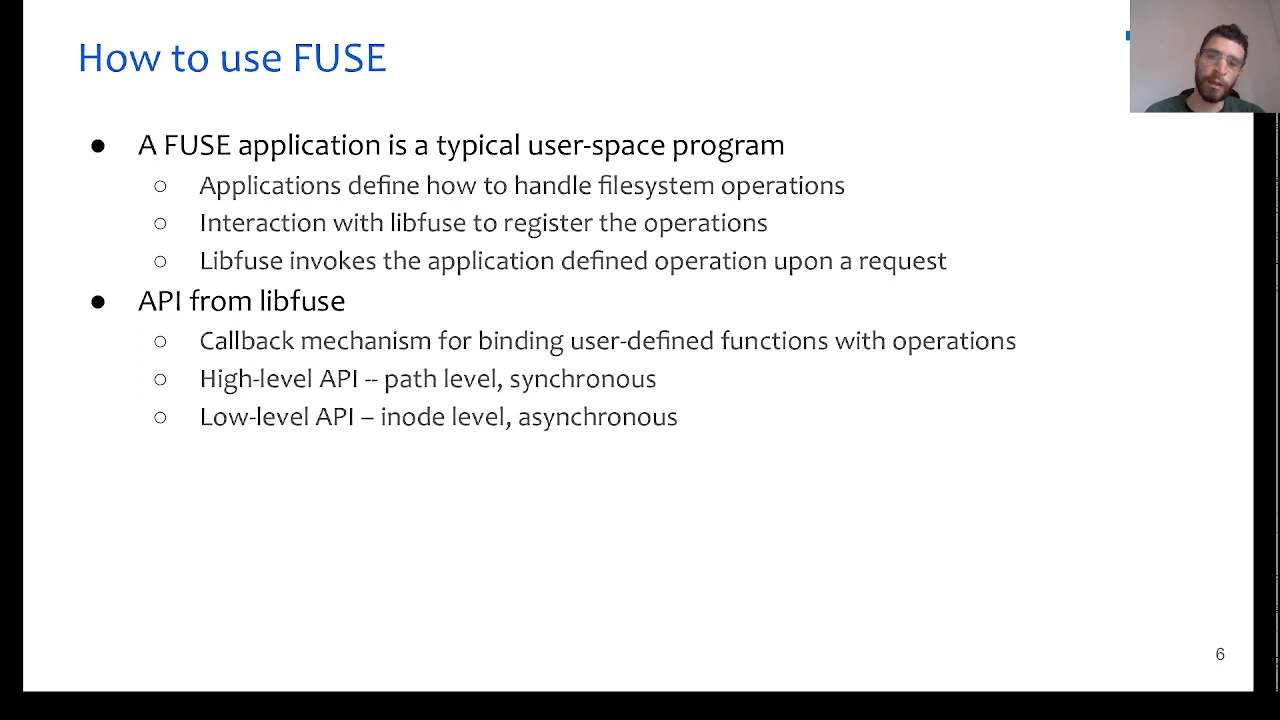 How to use FUSE
● A FUSE application is a typical user-space program
○ Applications define how to handle filesystem operations
○ Interaction with libfuse to register the operations
○ Libfuse invokes the application defined operation upon a request
● API from libfuse
○ Callback mechanism for binding user-defined functions with operations
○ High-level API -- path level, synchronous
○ Low-level API – inode level, asynchronous
6